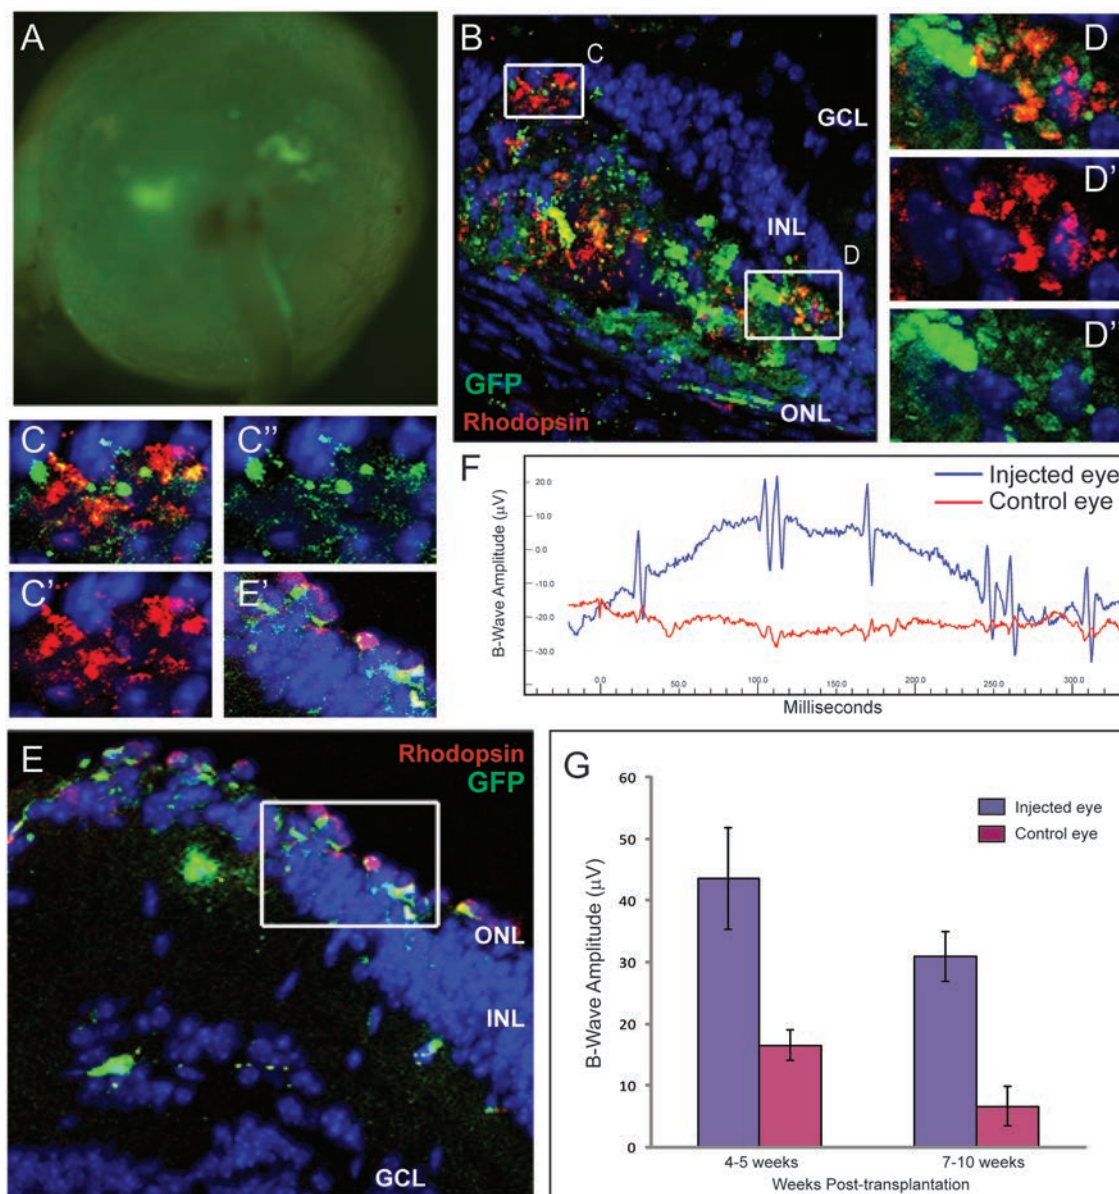 A
B
C
GCL
INL
D
GFP
Rhodopsin
ONL
D
D'
D'
C
C''
C'
E'
F
Injected eye
Control eye
B-Wave Amplitude (µV)
20.0
10.0
0.0
-10.0
-20.0
-30.0
0.0
50.0
100.0
150.0
200.0
250.0
300.0
Milliseconds
E
Rhodopsin
GFP
ONL
INL
GCL
G
Injected eye
Control eye
B-Wave Amplitude (µV)
60
50
40
30
20
10
0
4-5 weeks
7-10 weeks
Weeks Post-transplantation